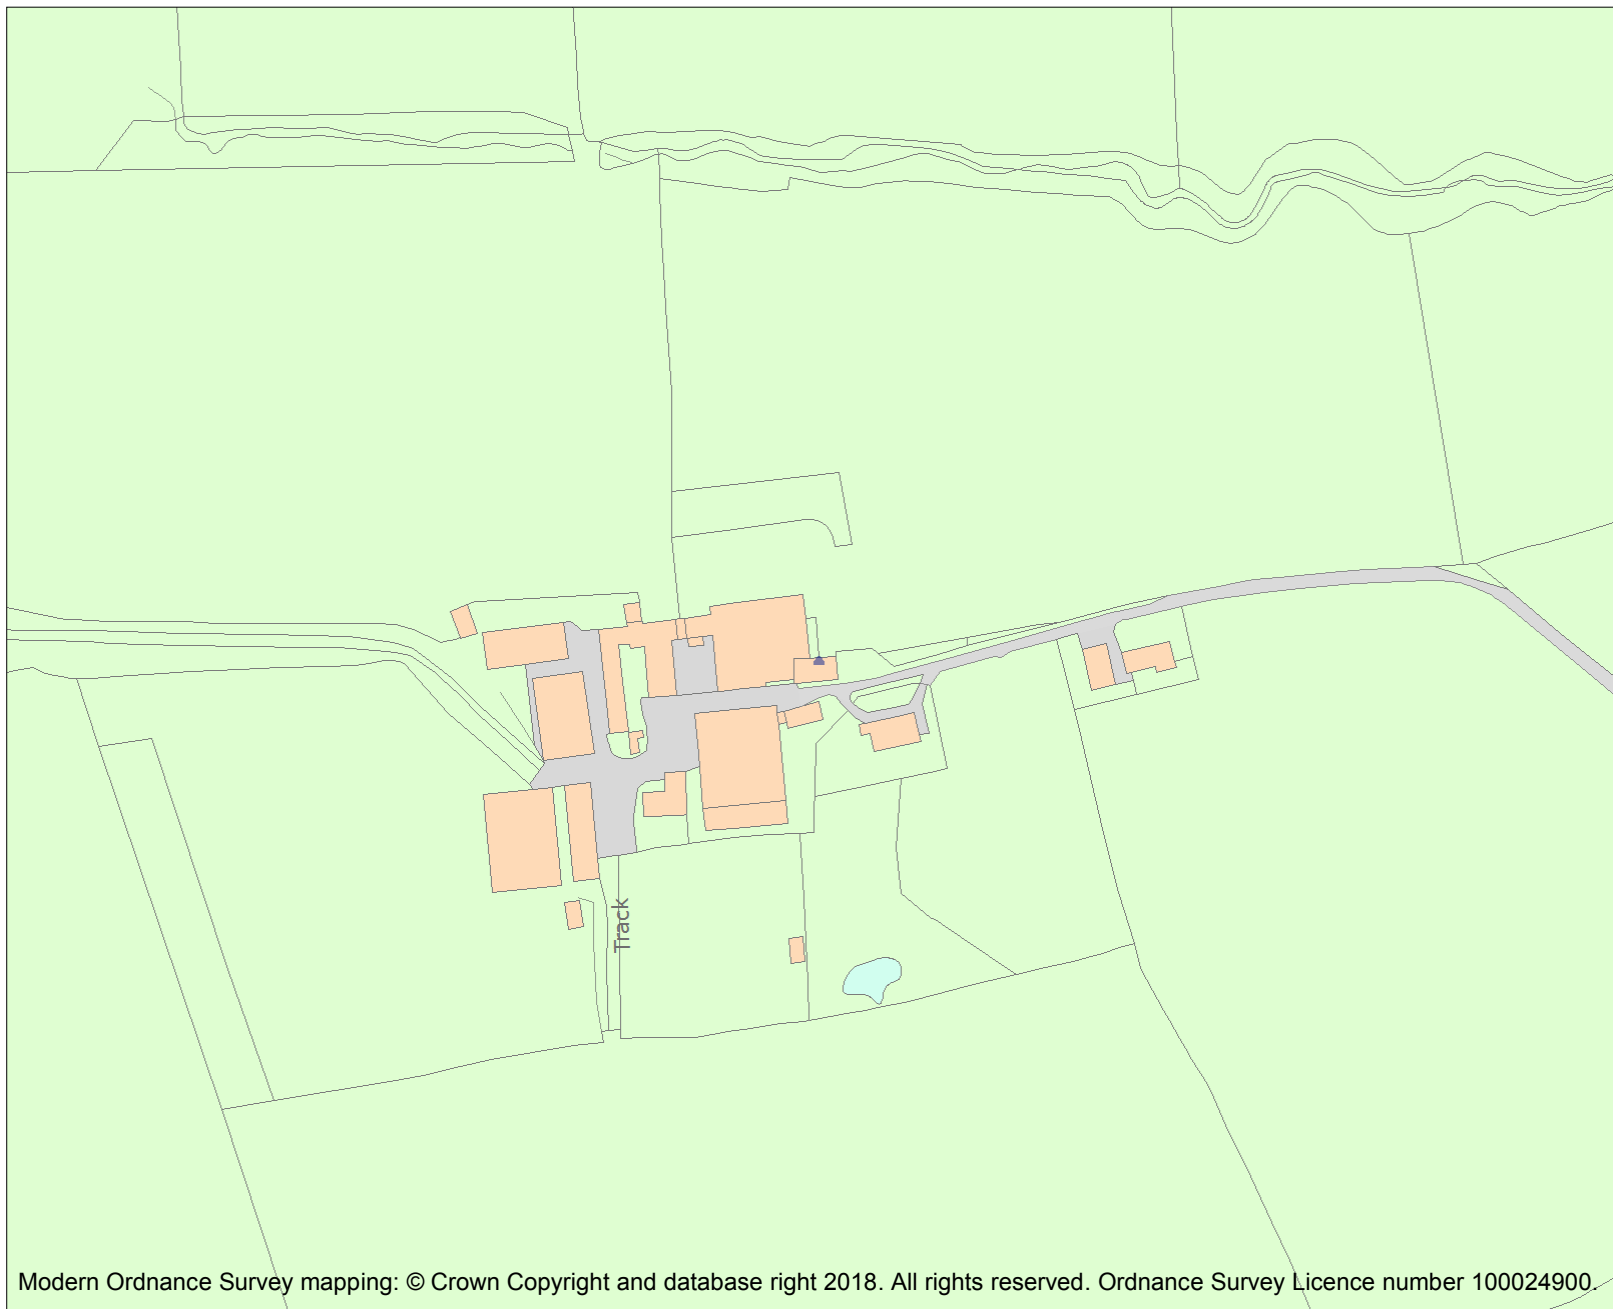 Track
Modern Ordnance Survey mapping: © Crown Copyright and database right 2018. All rights reserved. Ordnance Survey Licence number 100024900.